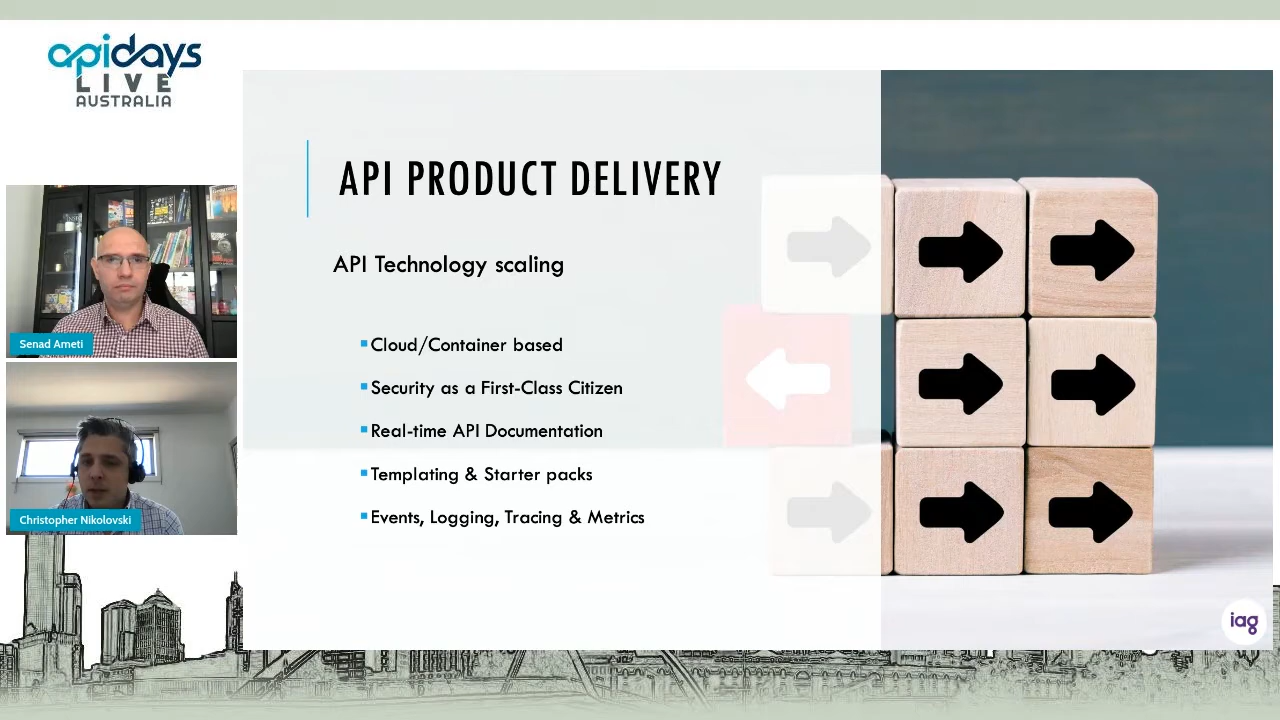 apidays
LIVE
AUSTRALIA
API PRODUCT DELIVERY
API Technology scaling
Cloud/Container based
Security as a First-Class Citizen
Real-time API Documentation
Templating & Starter packs
Events, Logging, Tracing & Metrics
Senad Ameti
Christopher Nikolovski
iag